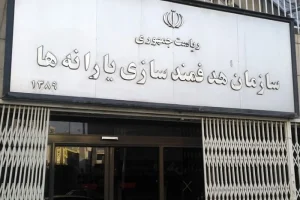 ریاست جمهوری
سازمان هدفمندسازی یارانه ها
۱۳۸۹